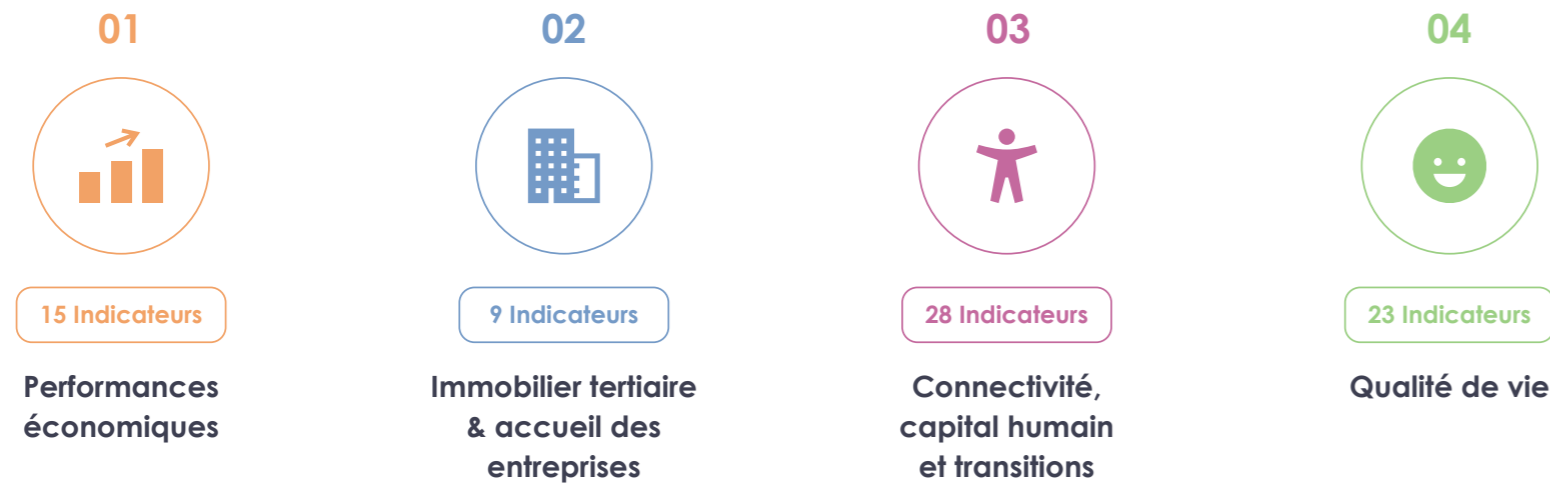 01
15 Indicateurs
Performances
économiques
02
9 Indicateurs
Immobilier tertiaire
& accueil des
entreprises
03
28 Indicateurs
Connectivité,
capital humain
et transitions
04
23 Indicateurs
Qualité de vie